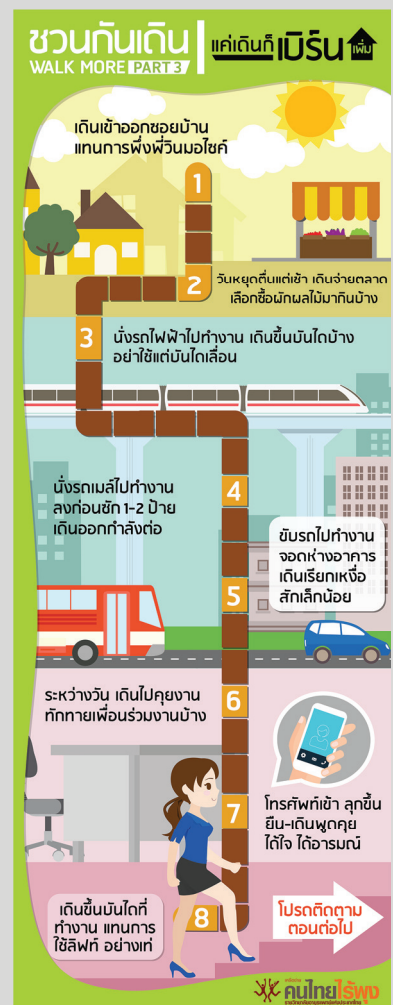 ชวนกันเดิน
WALK MORE PART 3
แค่เดินก็เบิร์นเพิ่ม
เดินเข้าออกซอยบ้าน
แทนการพึ่งพี่วินมอไซค์
1
2
วันหยุดตื่นแต่เช้า เดินจ่ายตลาด
เลือกซื้อผักผลไม้มากินบ้าง
3
นั่งรถไฟฟ้าไปทำงาน เดินขึ้นบันไดบ้าง
อย่าใช้แต่บันไดเลื่อน
นั่งรถเมล์ไปทำงาน
ลงก่อนซัก 1-2 ป้าย
เดินออกกำลังต่อ
4
ขับรถไปทำงาน
จอดห่างอาคาร
เดินเรียกเหงื่อ
สักเล็กน้อย
5
ระหว่างวัน เดินไปคุยงาน
ทักทายเพื่อนร่วมงานบ้าง
6
7
โทรศัพท์เข้า ลุกขึ้น
ยืน-เดินพูดคุย
ได้ใจ ได้อารมณ์
เดินขึ้นบันไดที่
ทำงาน แทนการ
ใช้ลิฟท์ อย่างเท่
8
โปรดติดตาม
ตอนต่อไป
คนไทยไร้พุง